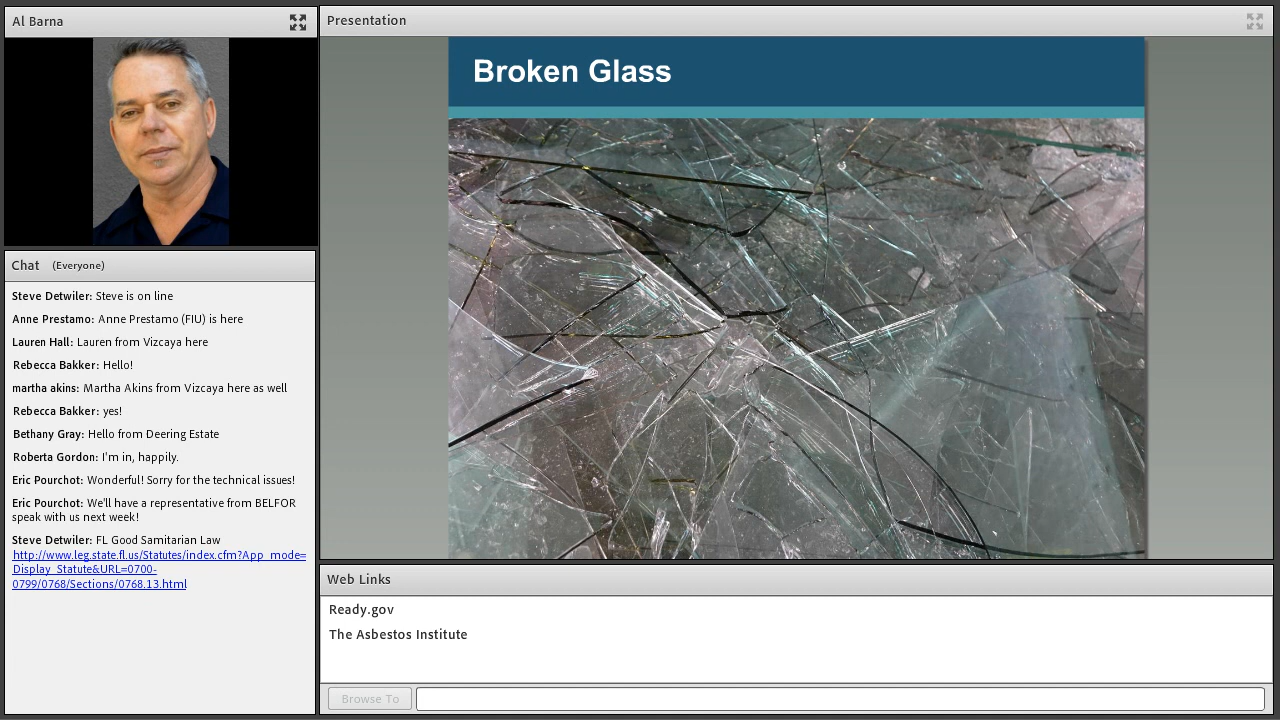 Al Barna
Presentation
Broken Glass
Chat (Everyone)
Steve Detwiler: Steve is on line
Anne Prestamo: Anne Prestamo (FIU) is here
Lauren Hall: Lauren from Vizcaya here
Rebecca Bakker: Hello!
martha akins: Martha Akins from Vizcaya here as well
Rebecca Bakker: yes!
Bethany Gray: Hello from Deering Estate
Roberta Gordon: I'm in, happily.
Eric Pourchot: Wonderful! Sorry for the technical issues!
Eric Pourchot: We'll have a representative from BELFOR
speak with us next week!
Steve Detwiler: FL Good Samitarian Law
http://www.leg.state.fl.us/Statutes/index.cfm?App_mode=
Display_Statute&URL=0700-
0799/0768/Sections/0768.13.html
Web Links
Ready.gov
The Asbestos Institute
Browse To